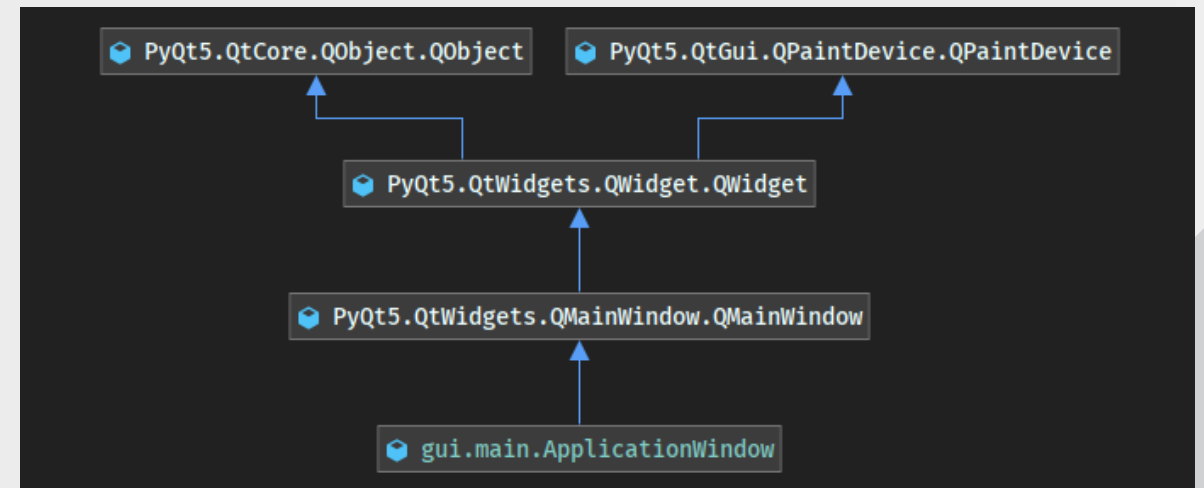 PyQt5.QtCore.QObject.QObject
PyQt5.QtGui.QPaintDevice.QPaintDevice
PyQt5.QtWidgets.QWidget.QWidget
PyQt5.QtWidgets.QMainWindow.QMainWindow
gui.main.ApplicationWindow